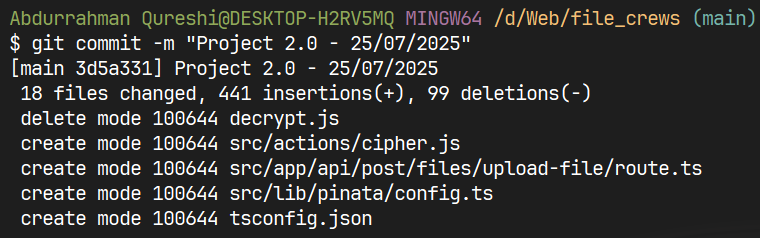 Abdurrahman Qureshi@DESKTOP-H2RV5MQ MINGW64 /d/Web/file_crews (main)
$ git commit -m "Project 2.0 - 25/07/2025"
[main 3d5a331] Project 2.0 - 25/07/2025
 18 files changed, 441 insertions(+), 99 deletions(-)
 delete mode 100644 decrypt.js
 create mode 100644 src/actions/cipher.js
 create mode 100644 src/app/api/post/files/upload-file/route.ts
 create mode 100644 src/lib/pinata/config.ts
 create mode 100644 tsconfig.json